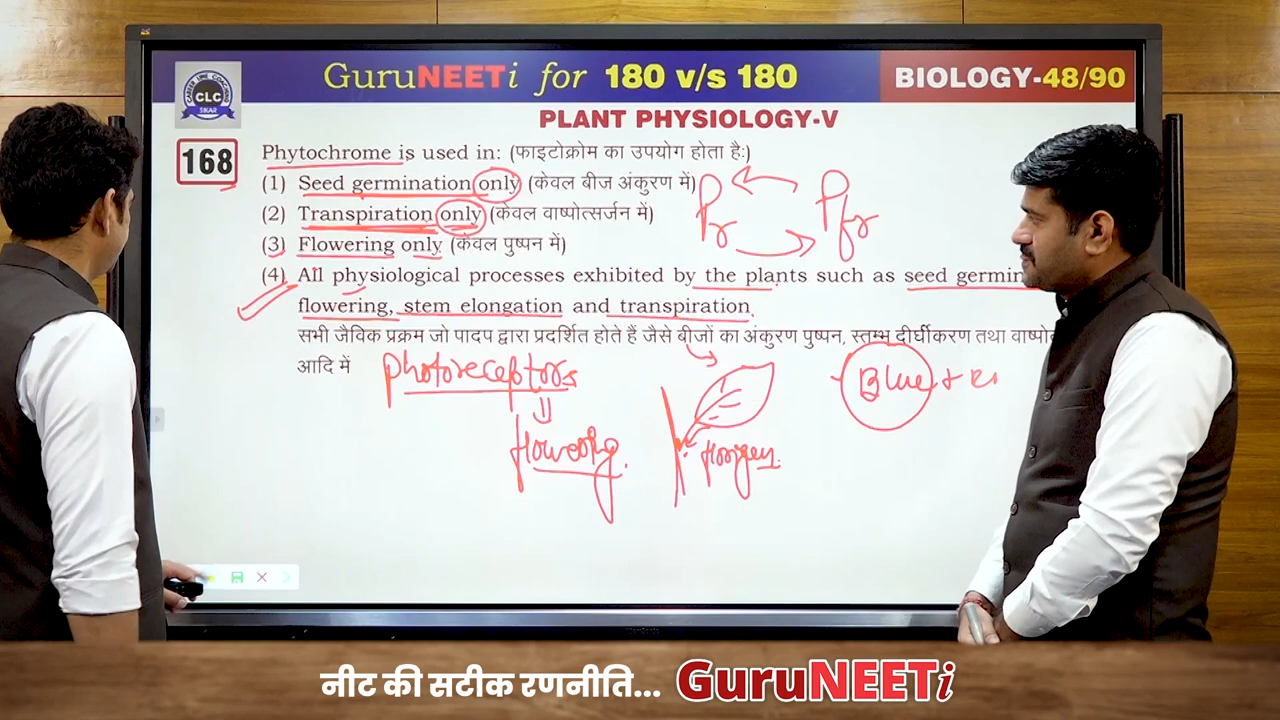 GuruNEETi for 180 v/s 180
BIOLOGY-48/90
CLC
SIKAR
PLANT PHYSIOLOGY-V
168
Phytochrome is used in: (फाइटोक्रोम का उपयोग होता है:)
(1) Seed germination only (केवल बीज अंकुरण में)
(2) Transpiration only (केवल वाष्पोत्सर्जन में)
(3) Flowering only (केवल पुष्पन में)
Pr Pfr
(4) All physiological processes exhibited by the plants such as seed germin
flowering, stem elongation and transpiration.
सभी जैविक प्रक्रम जो पादप द्वारा प्रदर्शित होते हैं जैसे बीजों का अंकुरण पुष्पन, स्तम्भ दीर्घीकरण तथा
आदि में
photoreceptors
Blue +
flowering.
florigen.
नीट की सटीक रणनीति... GuruNEETi